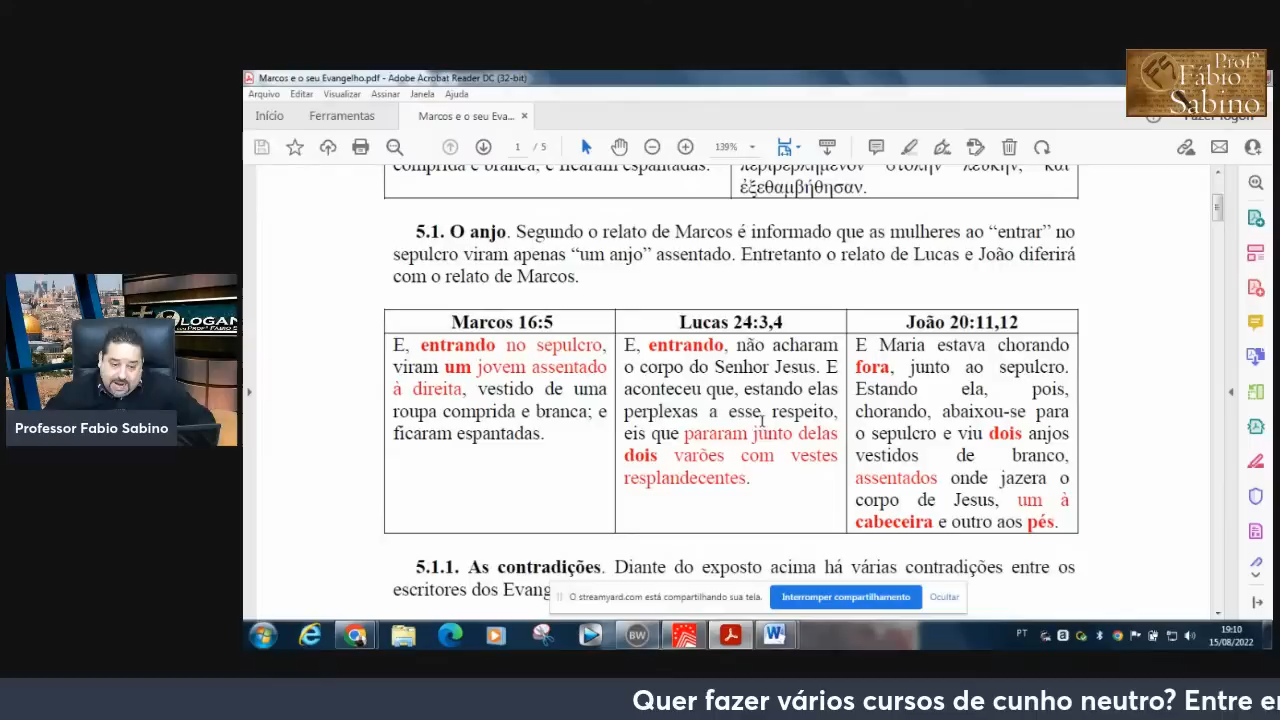 Profº
Fábio
Sabino
Marcos e o seu Evangelho.pdf - Adobe Acrobat Reader DC (32-bit)
Arquivo Editar Visualizar Assinar Janela Ajuda
Início Ferramentas Marcos e o seu Eva... ×
1 / 5 139%
comprida e branca; e ficaram espantadas.
περιβεβλημένον στολὴν λευκήν, καὶ
ἐξεθαμβήθησαν.
5.1. O anjo. Segundo o relato de Marcos é informado que as mulheres ao “entrar” no
sepulcro viram apenas “um anjo” assentado. Entretanto o relato de Lucas e João diferirá
com o relato de Marcos.
Marcos 16:5
E, entrando no sepulcro,
viram um jovem assentado
à direita, vestido de uma
roupa comprida e branca; e
ficaram espantadas.
Lucas 24:3,4
E, entrando, não acharam
o corpo do Senhor Jesus. E
aconteceu que, estando elas
perplexas a esse respeito,
eis que pararam junto delas
dois varões com vestes
resplandecentes.
João 20:11,12
E Maria estava chorando
fora, junto ao sepulcro.
Estando ela, pois,
chorando, abaixou-se para
o sepulcro e viu dois anjos
vestidos de branco,
assentados onde jazera o
corpo de Jesus, um à
cabeceira e outro aos pés.
5.1.1. As contradições. Diante do exposto acima há várias contradições entre os
escritores dos Evang
O streamyard.com está compartilhando sua tela. Interromper compartilhamento Ocultar
BW
PT
19:10
15/08/2022
Professor Fabio Sabino
Quer fazer vários cursos de cunho neutro? Entre e